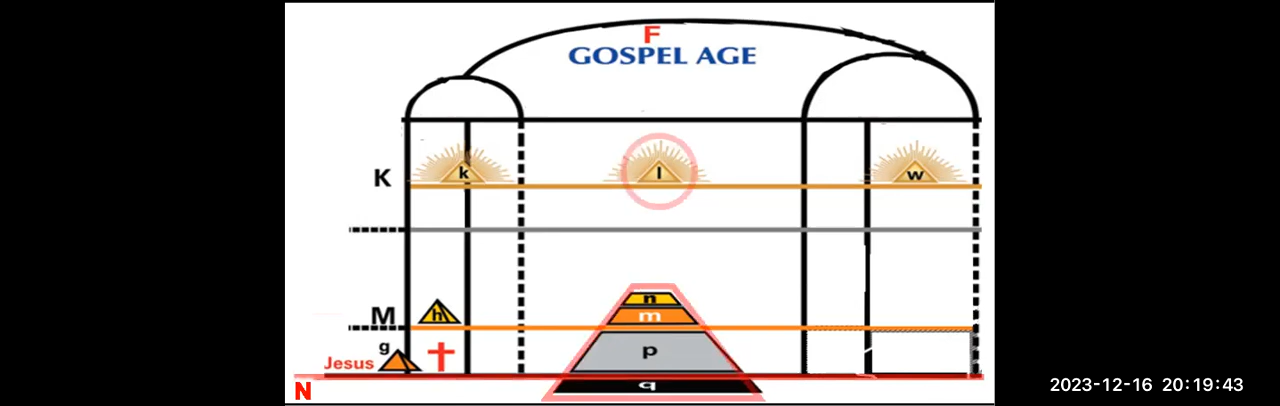 F
GOSPEL AGE
K
k
l
w
n
M
h
m
g
p
Jesus
N
q
2023-12-16 20:19:43